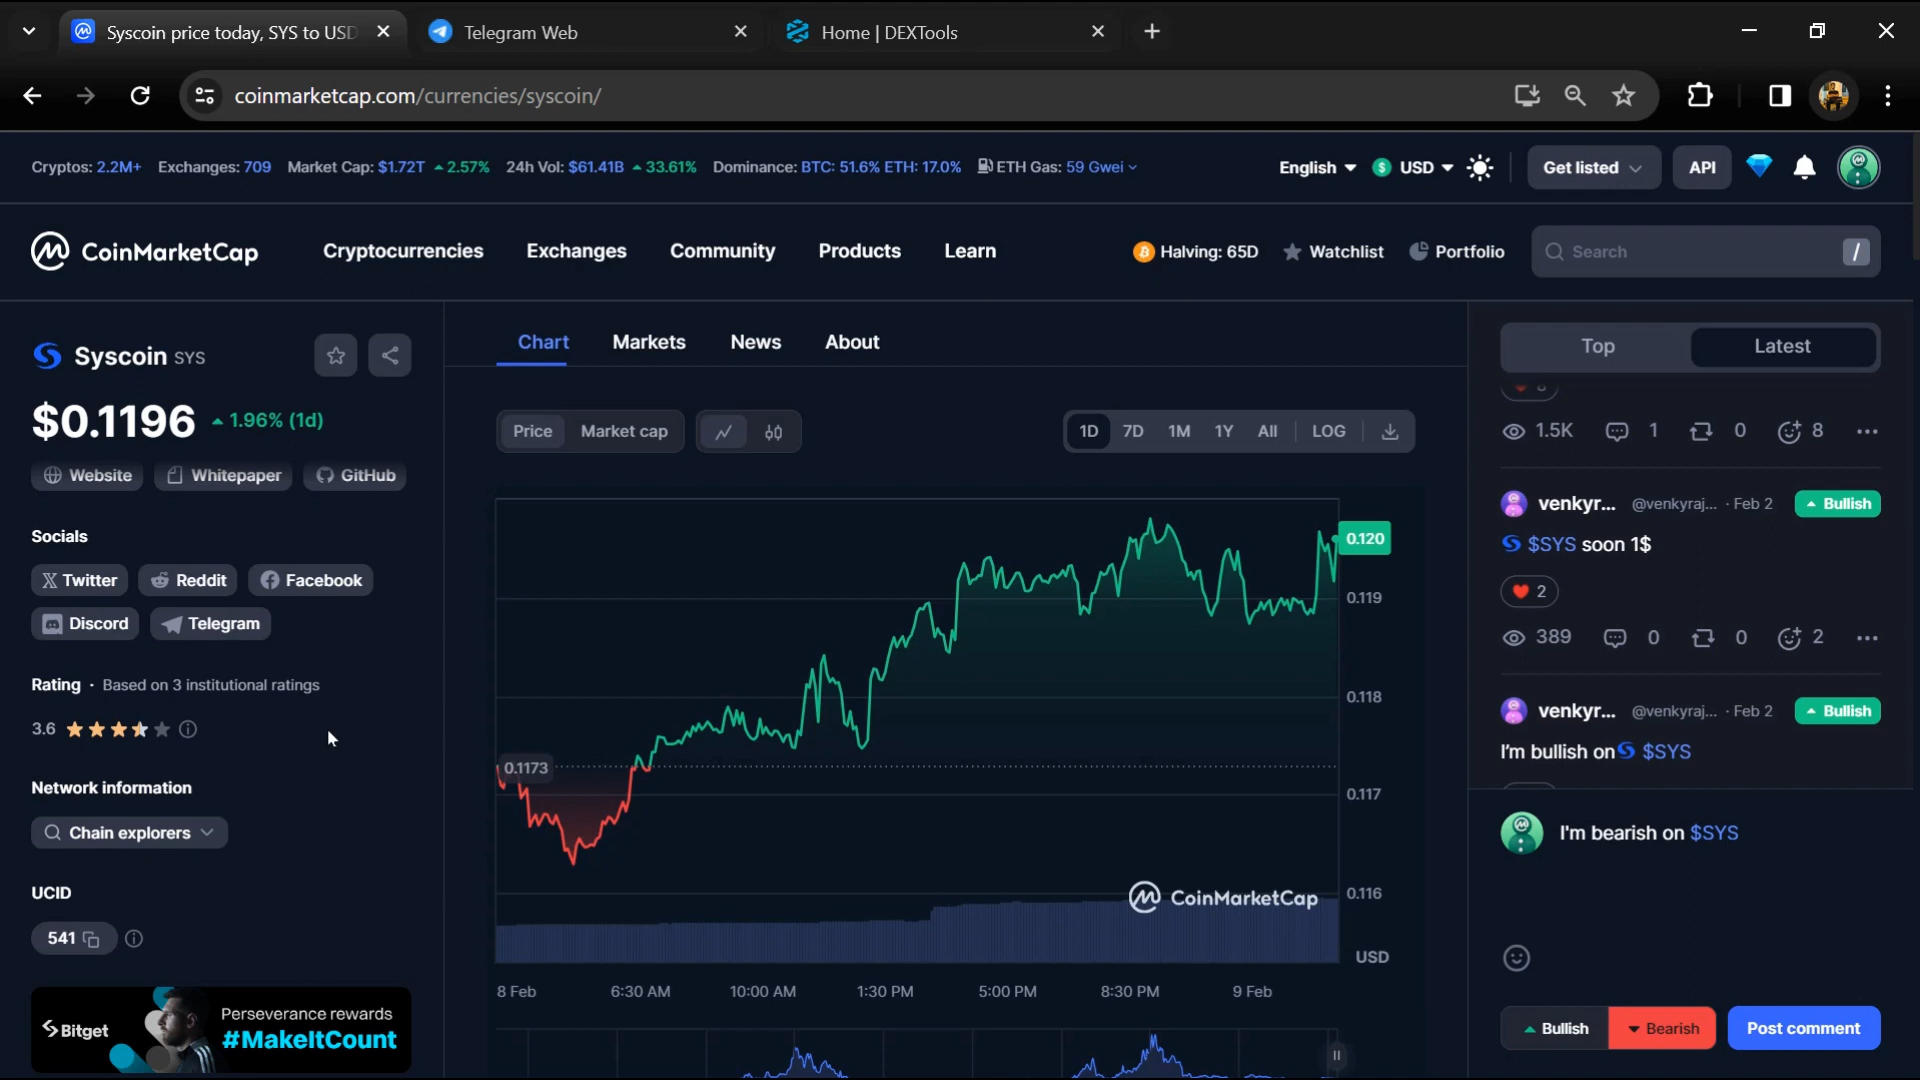 Syscoin price today, SYS to USD
Telegram Web
Home | DEXTools
coinmarketcap.com/currencies/syscoin/
Cryptos: 2.2M+ Exchanges: 709 Market Cap: $1.72T 2.57% 24h Vol: $61.41B 33.61% Dominance: BTC: 51.6% ETH: 17.0% ETH Gas: 59 Gwei
English USD Get listed API
CoinMarketCap Cryptocurrencies Exchanges Community Products Learn Halving: 65D Watchlist Portfolio Search /
Syscoin SYS
$0.1196 1.96% (1d)
Website Whitepaper GitHub
Socials
Twitter Reddit Facebook
Discord Telegram
Rating · Based on 3 institutional ratings
3.6
Network information
Chain explorers
UCID
541
Bitget
Perseverance rewards
#MakeItCount
Chart Markets News About
Price Market cap
1D 7D 1M 1Y All LOG
0.120
0.119
0.118
0.1173
0.117
0.116
CoinMarketCap
USD
8 Feb 6:30 AM 10:00 AM 1:30 PM 5:00 PM 8:30 PM 9 Feb
Top Latest
8
1.5K 1 0 8
venkyr... @venkyraj... · Feb 2 Bullish
$SYS soon 1$
2
389 0 0 2
venkyr... @venkyraj... · Feb 2 Bullish
I'm bullish on $SYS
I'm bearish on $SYS
Bullish Bearish Post comment